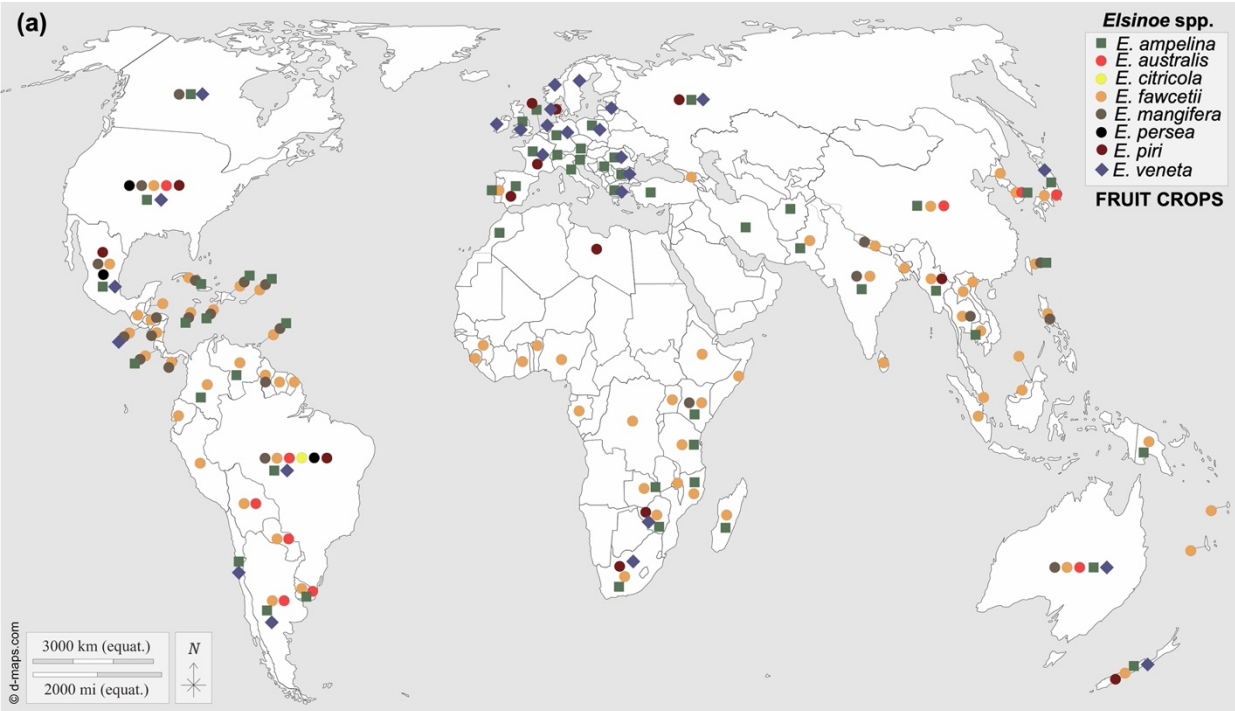 (a)
Elsinoe spp.
E. ampelina
E. australis
E. citricola
E. fawcetii
E. mangifera
E. persea
E. piri
E. veneta
FRUIT CROPS
3000 km (equat.)
2000 mi (equat.)
N
© d-maps.com